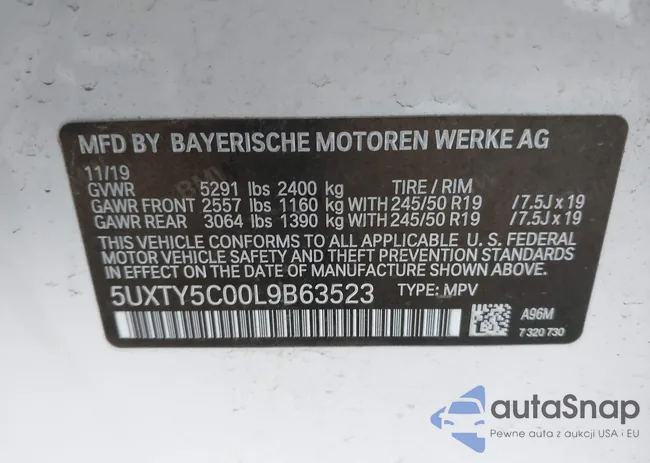 MFD BY BAYERISCHE MOTOREN WERKE AG
11/19
GVWR 5291 lbs 2400 kg TIRE / RIM
GAWR FRONT 2557 lbs 1160 kg WITH 245/50 R19 /7.5J x 19
GAWR REAR 3064 lbs 1390 kg WITH 245/50 R19 /7.5J x 19
THIS VEHICLE CONFORMS TO ALL APPLICABLE U. S. FEDERAL
MOTOR VEHICLE SAFETY AND THEFT PREVENTION STANDARDS
IN EFFECT ON THE DATE OF MANUFACTURE SHOWN ABOVE.
5UXTY5C00L9B63523 TYPE: MPV
A96M
7 320 730
autaSnap
Pewne auta z aukcji USA i EU